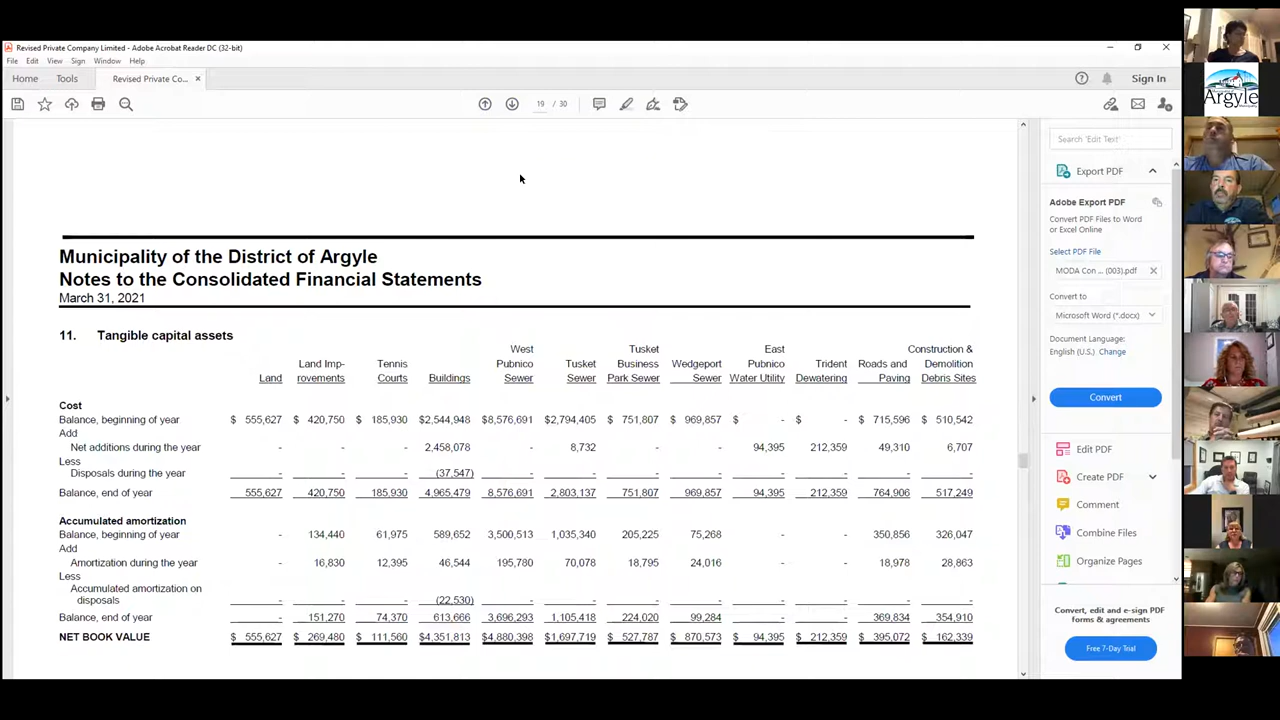 Revised Private Company Limited - Adobe Acrobat Reader DC (32-bit)
File Edit View Sign Window Help
Home Tools Revised Private Co... × Sign In
19 / 30
Search 'Edit Text'
Export PDF
Adobe Export PDF
Convert PDF Files to Word
or Excel Online
Select PDF File
MODA Con ... (003).pdf
Convert to
Microsoft Word (*.docx)
Document Language:
English (U.S.) Change
Convert
Edit PDF
Create PDF
Comment
Combine Files
Organize Pages
Convert, edit and e-sign PDF
forms & agreements
Free 7-Day Trial
Argyle
Municipality of the District of Argyle
Notes to the Consolidated Financial Statements
March 31, 2021
11. Tangible capital assets
West Tusket East Construction &
Land Imp- Tennis Pubnico Tusket Business Wedgeport Pubnico Trident Roads and Demolition
Land rovements Courts Buildings Sewer Sewer Park Sewer Sewer Water Utility Dewatering Paving Debris Sites
Cost
Balance, beginning of year $ 555,627 $ 420,750 $ 185,930 $2,544,948 $8,576,691 $2,794,405 $ 751,807 $ 969,857 $ - $ - $ 715,596 $ 510,542
Add
Net additions during the year - - - 2,458,078 - 8,732 - - 94,395 212,359 49,310 6,707
Less
Disposals during the year - - - (37,547) - - - - - - - -
Balance, end of year 555,627 420,750 185,930 4,965,479 8,576,691 2,803,137 751,807 969,857 94,395 212,359 764,906 517,249
Accumulated amortization
Balance, beginning of year - 134,440 61,975 589,652 3,500,513 1,035,340 205,225 75,268 - - 350,856 326,047
Add
Amortization during the year - 16,830 12,395 46,544 195,780 70,078 18,795 24,016 - - 18,978 28,863
Less
Accumulated amortization on
disposals - - - (22,530) - - - - - - - -
Balance, end of year - 151,270 74,370 613,666 3,696,293 1,105,418 224,020 99,284 - - 369,834 354,910
NET BOOK VALUE $ 555,627 $ 269,480 $ 111,560 $4,351,813 $4,880,398 $1,697,719 $ 527,787 $ 870,573 $ 94,395 $ 212,359 $ 395,072 $ 162,339